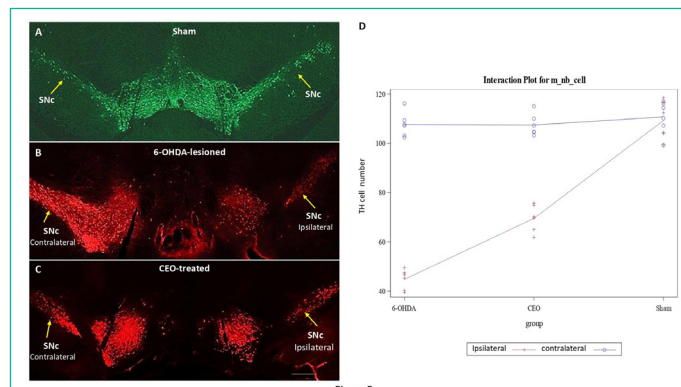 A
Sham
SNc
SNc
B
6-OHDA-lesioned
SNc
Contralateral
SNc
Ipsilateral
C
CEO-treated
SNc
Contralateral
SNc
Ipsilateral
D
Interaction Plot for m_nb_cell
TH cell number
120
100
80
60
40
6-OHDA
CEO
Sham
group
Ipsilateral
contralateral